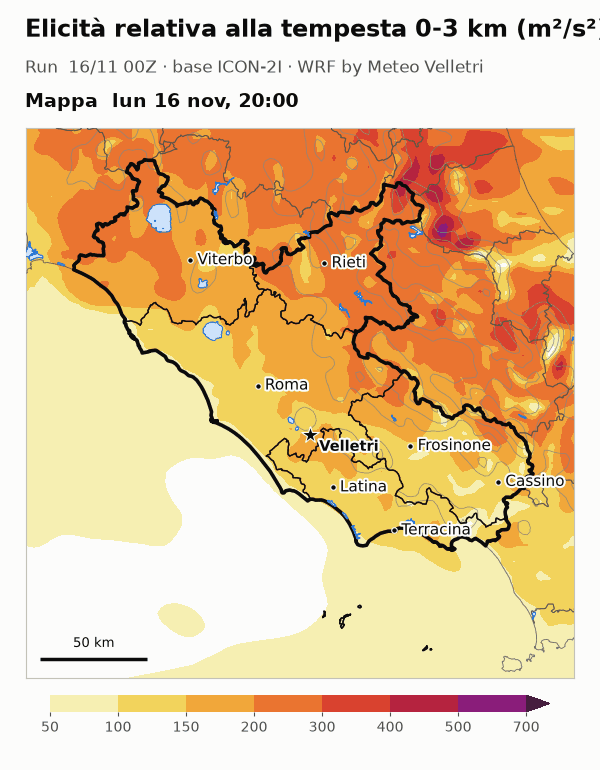 Elicità relativa alla tempesta 0-3 km (m²/s²)
Run 16/11 00Z · base ICON-2I · WRF by Meteo Velletri
Mappa lun 16 nov, 20:00
Viterbo
Rieti
Roma
Velletri
Frosinone
Cassino
Latina
Terracina
50 km
50 100 150 200 300 400 500 700